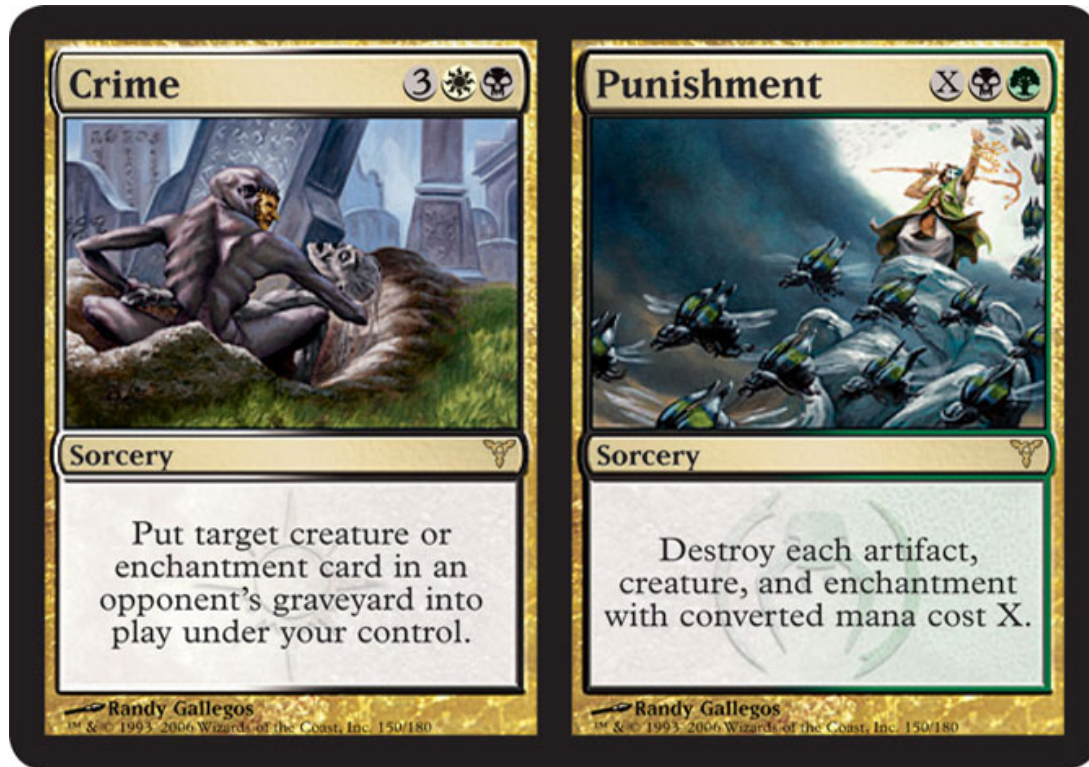 Crime 3
Sorcery
Put target creature or
enchantment card in an
opponent's graveyard into
play under your control.
Randy Gallegos
™ & © 1993-2006 Wizards of the Coast, Inc. 150/180
Punishment X
Sorcery
Destroy each artifact,
creature, and enchantment
with converted mana cost X.
Randy Gallegos
™ & © 1993-2006 Wizards of the Coast, Inc. 150/180